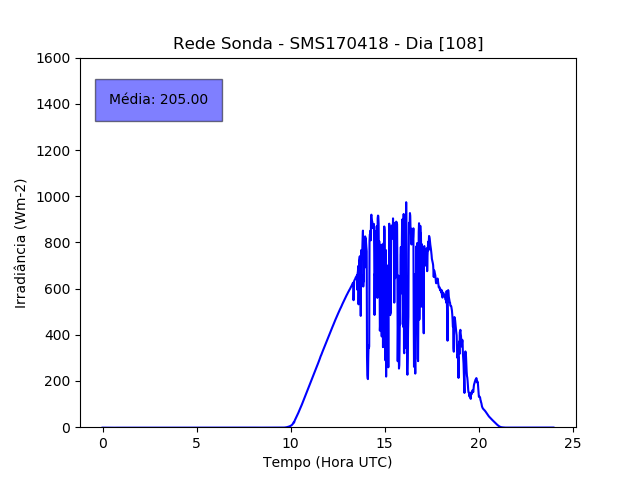 Rede Sonda - SMS170418 - Dia [108]
1600
1400
1200
1000
800
600
400
200
0
Média: 205.00
Irradiância (Wm-2)
0 5 10 15 20 25
Tempo (Hora UTC)